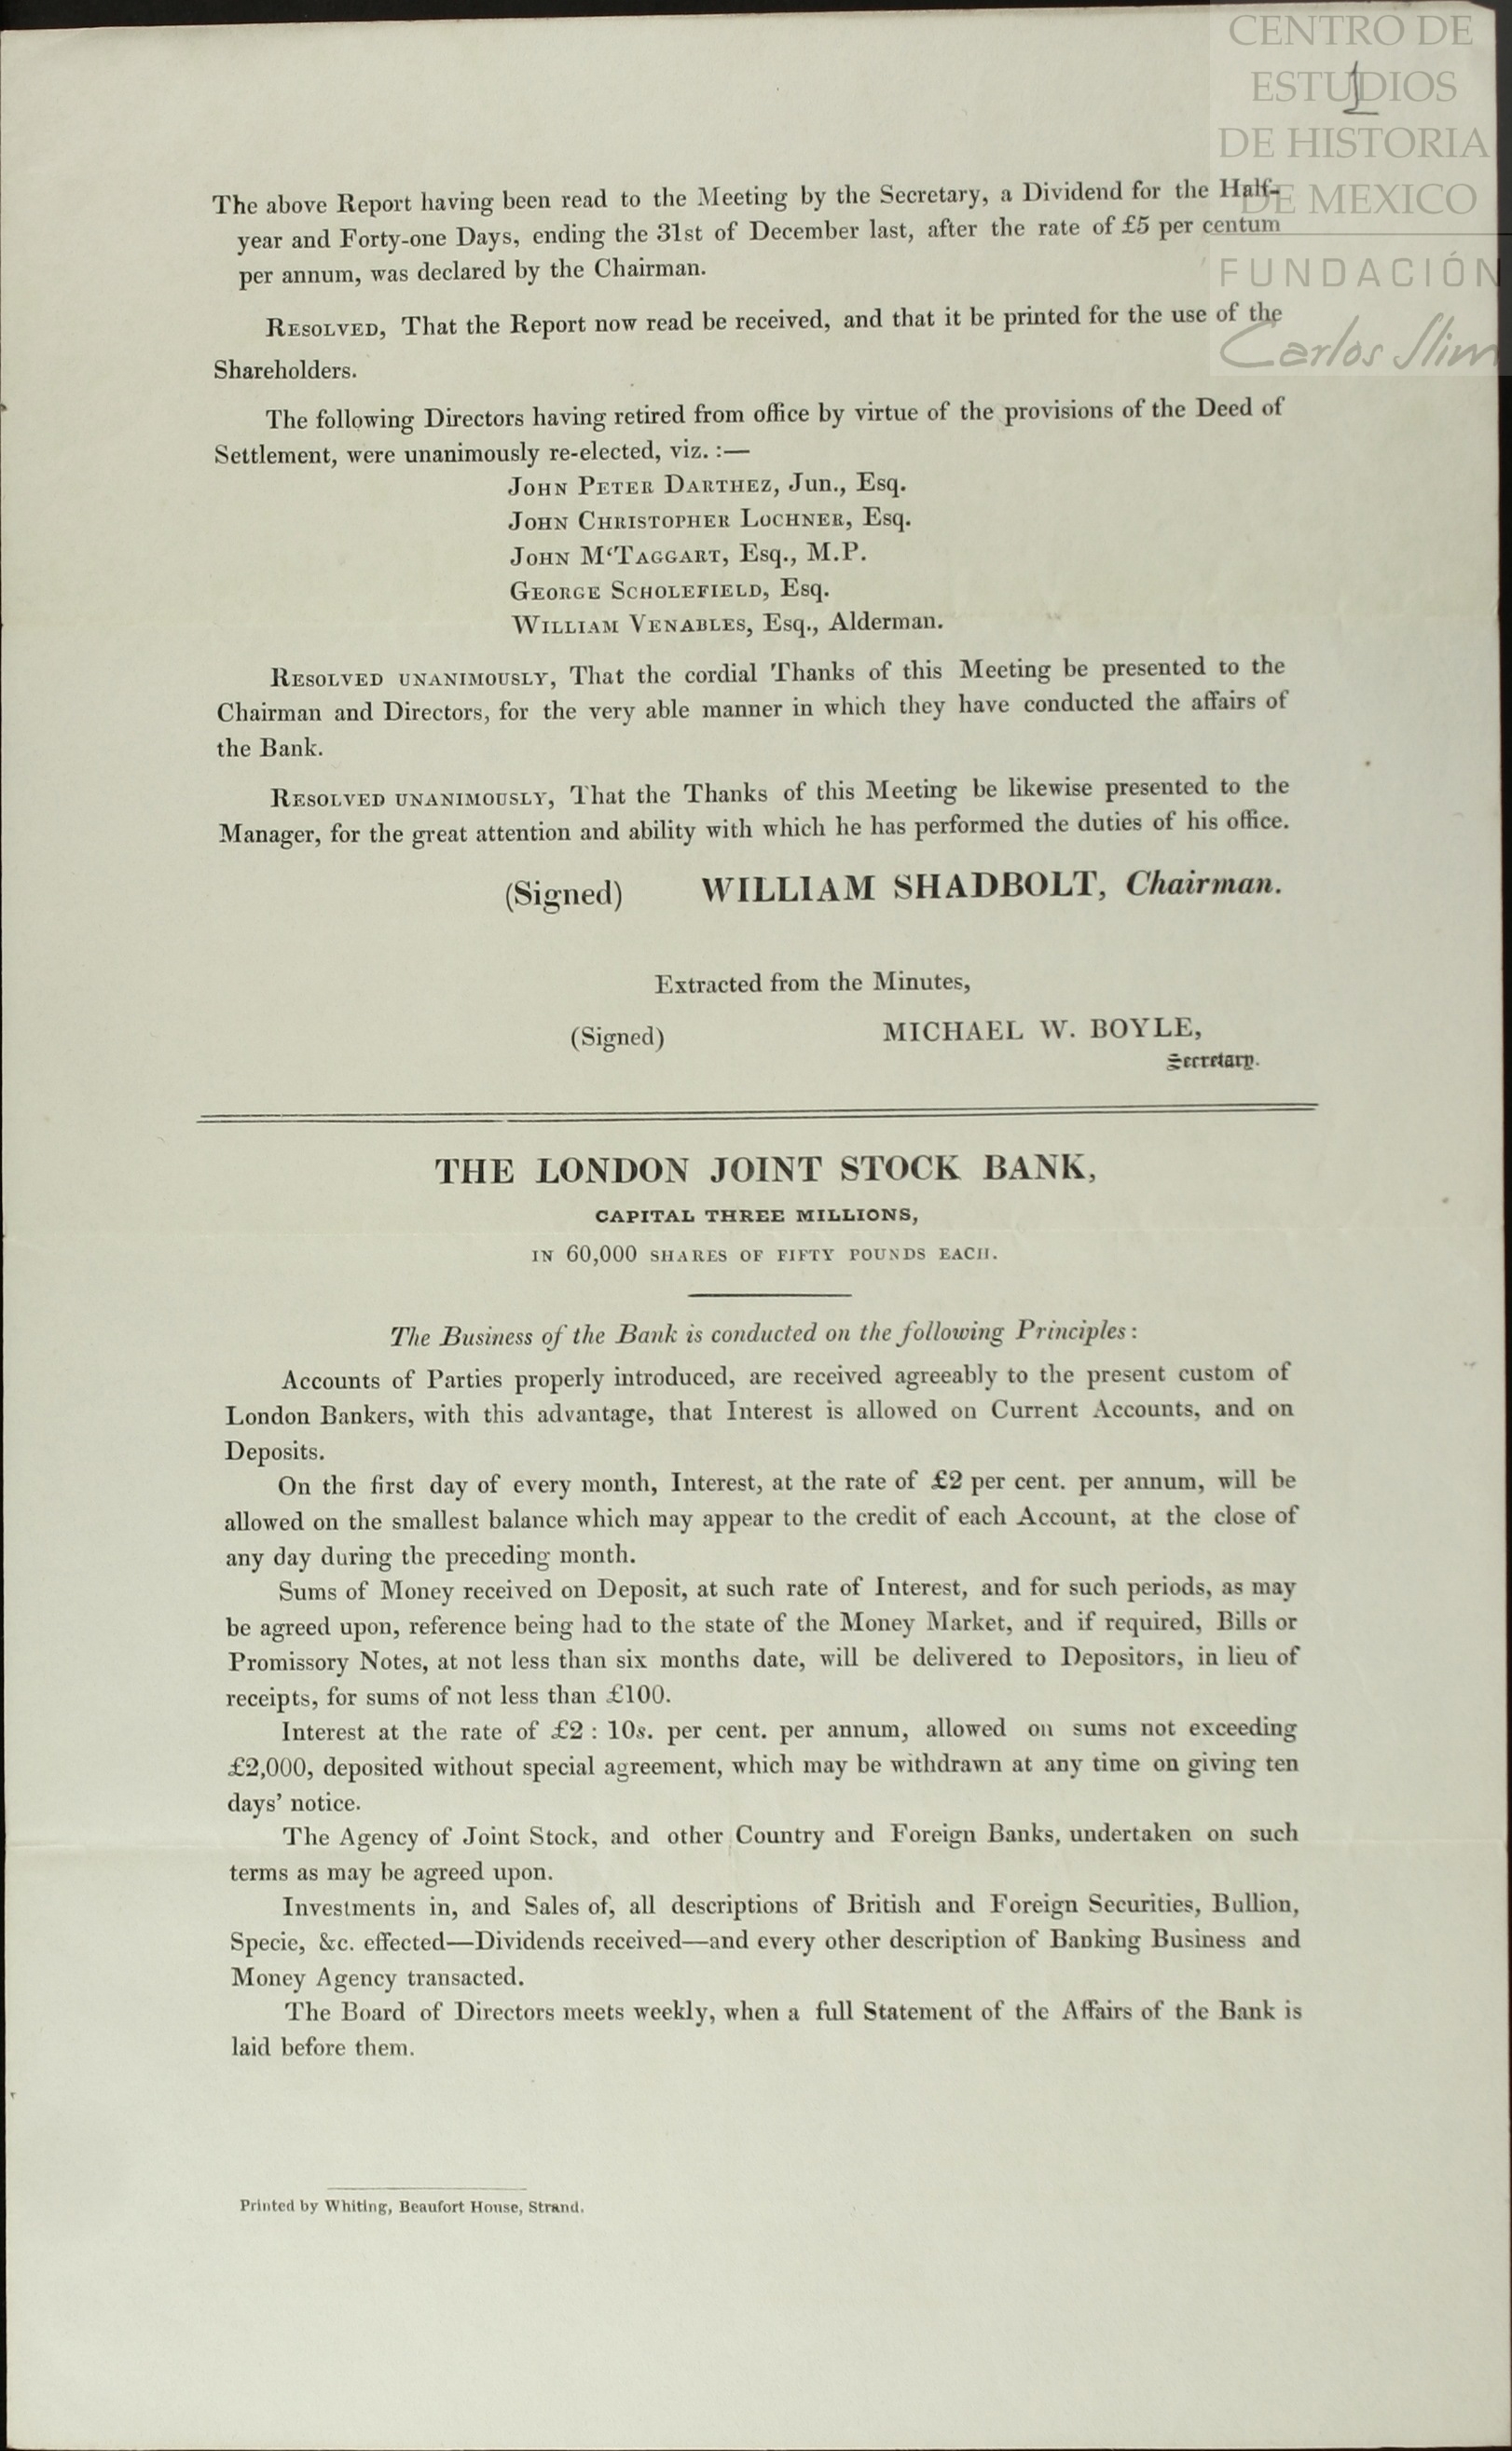 CENTRO DE
ESTUDIOS
DE HISTORIA
DE MEXICO
FUNDACIÓN
Carlos Slim
1
The above Report having been read to the Meeting by the Secretary, a Dividend for the Half-
year and Forty-one Days, ending the 31st of December last, after the rate of £5 per centum
per annum, was declared by the Chairman.
RESOLVED, That the Report now read be received, and that it be printed for the use of the
Shareholders.
The following Directors having retired from office by virtue of the provisions of the Deed of
Settlement, were unanimously re-elected, viz. :—
JOHN PETER DARTHEZ, Jun., Esq.
JOHN CHRISTOPHER LOCHNER, Esq.
JOHN M‘TAGGART, Esq., M.P.
GEORGE SCHOLEFIELD, Esq.
WILLIAM VENABLES, Esq., Alderman.
RESOLVED UNANIMOUSLY, That the cordial Thanks of this Meeting be presented to the
Chairman and Directors, for the very able manner in which they have conducted the affairs of
the Bank.
RESOLVED UNANIMOUSLY, That the Thanks of this Meeting be likewise presented to the
Manager, for the great attention and ability with which he has performed the duties of his office.
(Signed) WILLIAM SHADBOLT, Chairman.
Extracted from the Minutes,
(Signed) MICHAEL W. BOYLE,
Secretary.
THE LONDON JOINT STOCK BANK,
CAPITAL THREE MILLIONS,
IN 60,000 SHARES OF FIFTY POUNDS EACH.
The Business of the Bank is conducted on the following Principles:
Accounts of Parties properly introduced, are received agreeably to the present custom of
London Bankers, with this advantage, that Interest is allowed on Current Accounts, and on
Deposits.
On the first day of every month, Interest, at the rate of £2 per cent. per annum, will be
allowed on the smallest balance which may appear to the credit of each Account, at the close of
any day during the preceding month.
Sums of Money received on Deposit, at such rate of Interest, and for such periods, as may
be agreed upon, reference being had to the state of the Money Market, and if required, Bills or
Promissory Notes, at not less than six months date, will be delivered to Depositors, in lieu of
receipts, for sums of not less than £100.
Interest at the rate of £2 : 10s. per cent. per annum, allowed on sums not exceeding
£2,000, deposited without special agreement, which may be withdrawn at any time on giving ten
days’ notice.
The Agency of Joint Stock, and other Country and Foreign Banks, undertaken on such
terms as may be agreed upon.
Investments in, and Sales of, all descriptions of British and Foreign Securities, Bullion,
Specie, &c. effected—Dividends received—and every other description of Banking Business and
Money Agency transacted.
The Board of Directors meets weekly, when a full Statement of the Affairs of the Bank is
laid before them.
Printed by Whiting, Beaufort House, Strand.